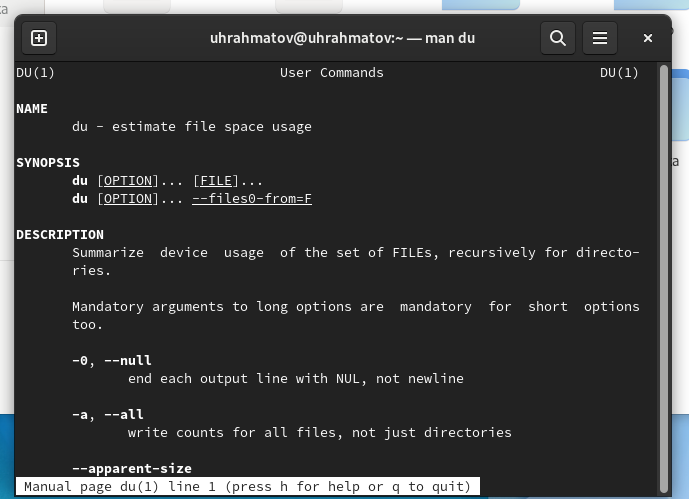 uhrahmatov@uhrahmatov:~ — man du
DU(1) User Commands DU(1)
NAME
du - estimate file space usage
SYNOPSIS
du [OPTION]... [FILE]...
du [OPTION]... --files0-from=F
DESCRIPTION
Summarize device usage of the set of FILEs, recursively for directo-
ries.
Mandatory arguments to long options are mandatory for short options
too.
-0, --null
end each output line with NUL, not newline
-a, --all
write counts for all files, not just directories
--apparent-size
Manual page du(1) line 1 (press h for help or q to quit)